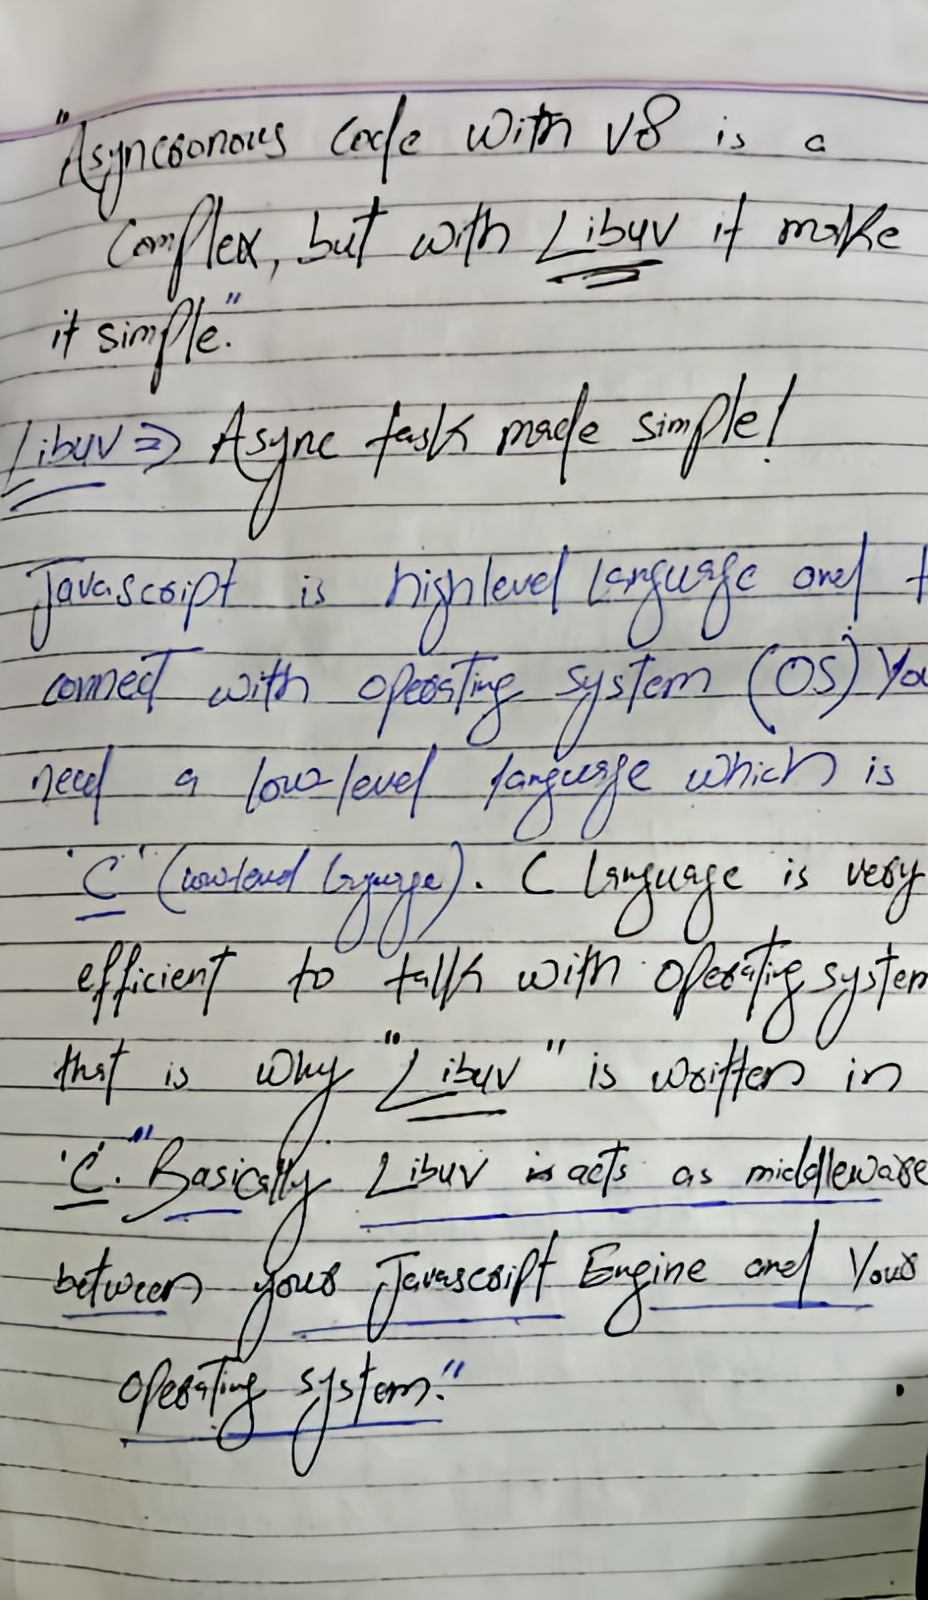 "Asyncronous code with v8 is a
complex, but with Libuv it make
it simple."
Libuv => Async task made simple!
Javascript is highlevel language and t
connect with operating system (OS) You
need a low level language which is
'C' (low level language). C language is very
efficient to talk with operating system
that is why "Libuv" is written in
'C'. "Basically Libuv is acts as middleware
between your Javascript Engine and Your
operating system."